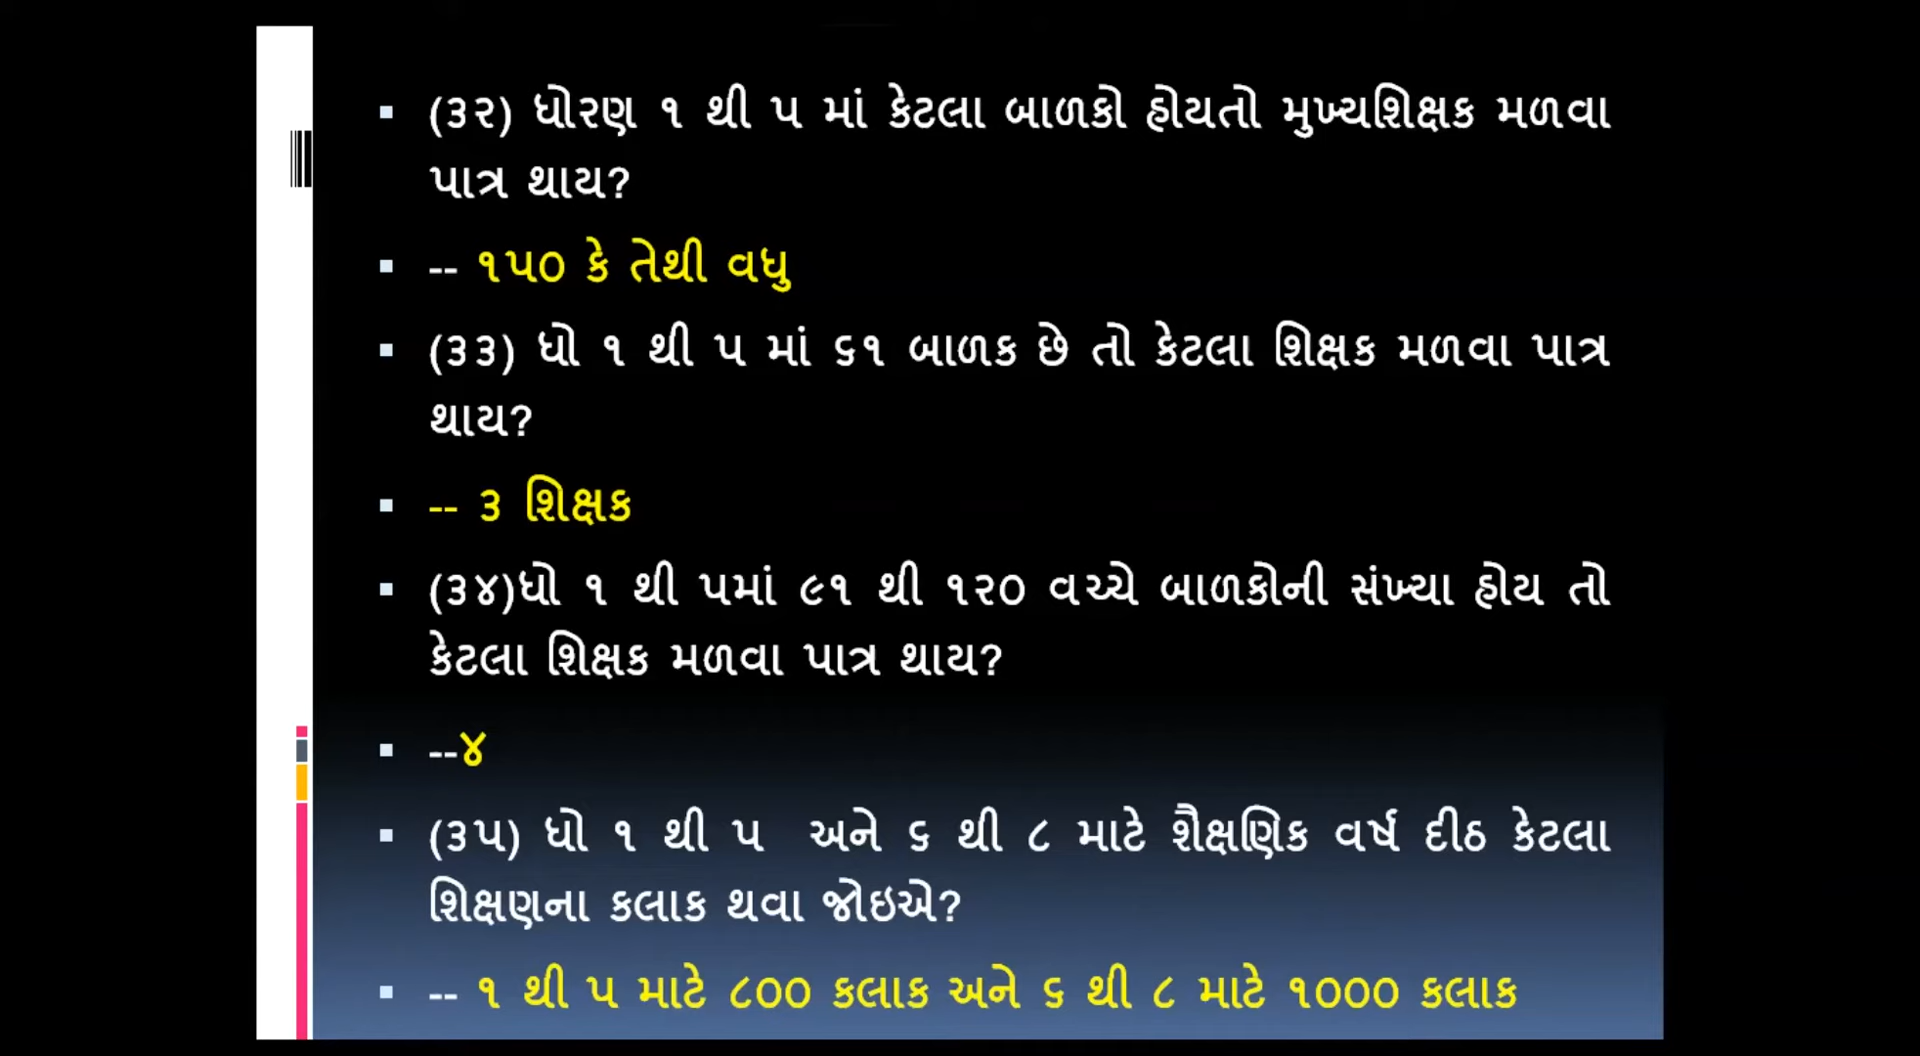 (૩૨) ધોરણ ૧ થી ૫ માં કેટલા બાળકો હોયતો મુખ્યશિક્ષક મળવા
પાત્ર થાય?
-- ૧૫૦ કે તેથી વધુ
(૩૩) ધો ૧ થી ૫ માં ૬૧ બાળક છે તો કેટલા શિક્ષક મળવા પાત્ર
થાય?
-- ૩ શિક્ષક
(૩૪)ધો ૧ થી ૫માં ૯૧ થી ૧૨૦ વચ્ચે બાળકોની સંખ્યા હોય તો
કેટલા શિક્ષક મળવા પાત્ર થાય?
--૪
(૩૫) ધો ૧ થી ૫ અને ૬ થી ૮ માટે શૈક્ષણિક વર્ષ દીઠ કેટલા
શિક્ષણના કલાક થવા જોઇએ?
-- ૧ થી ૫ માટે ૮૦૦ કલાક અને ૬ થી ૮ માટે ૧૦૦૦ કલાક